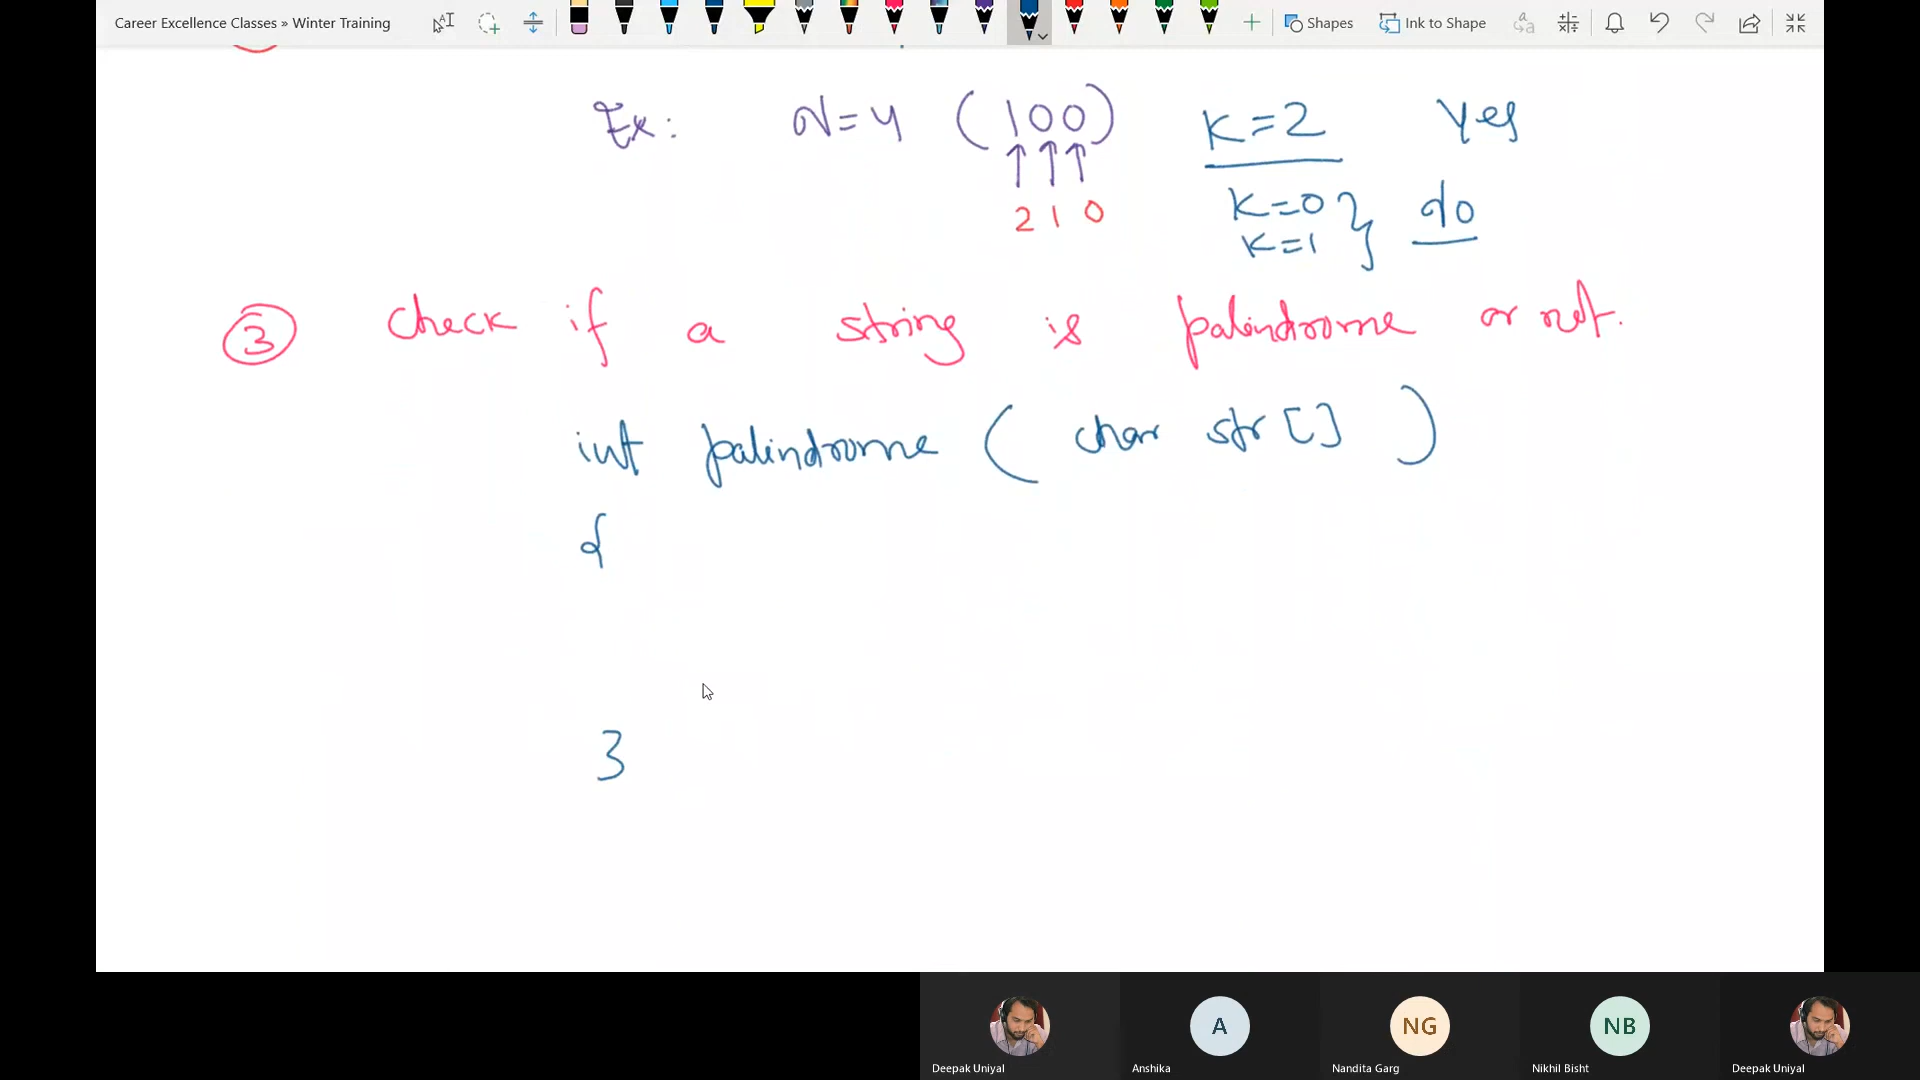 Career Excellence Classes » Winter Training
Shapes
Ink to Shape
Ex: N=4 (100) K=2 Yes
2 1 0
K=0
K=1 } No
③ check if a string is palindrome or not.
int palindrome ( char str [] )
{
}
A
NG
NB
Deepak Uniyal
Anshika
Nandita Garg
Nikhil Bisht
Deepak Uniyal